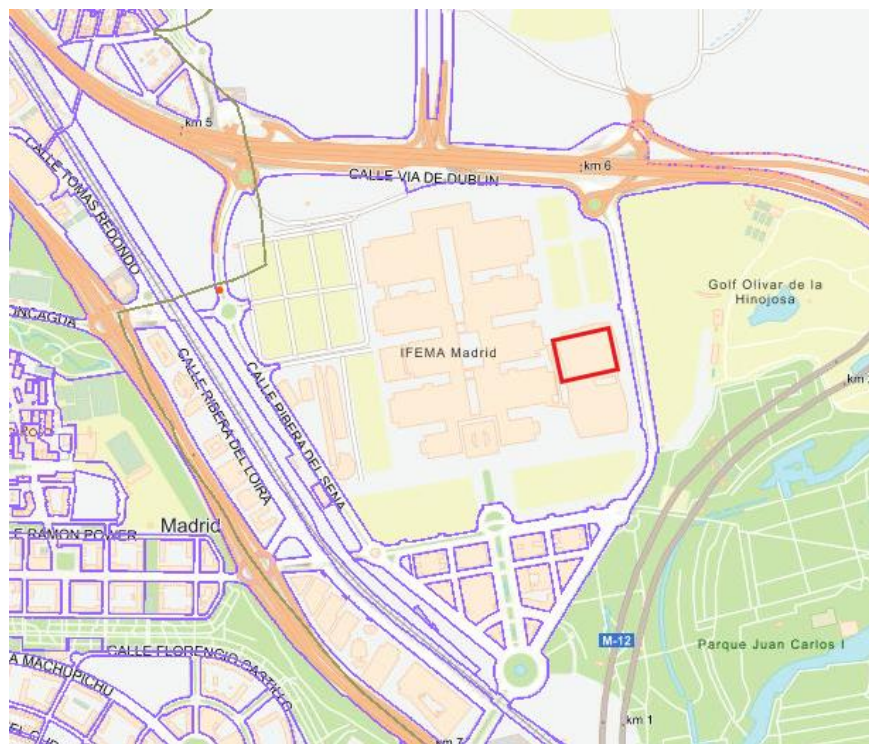 km 5
km 6
CALLE VIA DE DUBLIN
CALLE TOMAS REDONDO
Golf Olivar de la
Hinojosa
IFEMA Madrid
CALLE RIBERA DEL SENA
CALLE RIBERA DEL LOIRA
Madrid
E RAMON POWER
M-12
Parque Juan Carlos I
CALLE FLORENCIO CASTILLO
A MACHUPICHU
km 1
km 7